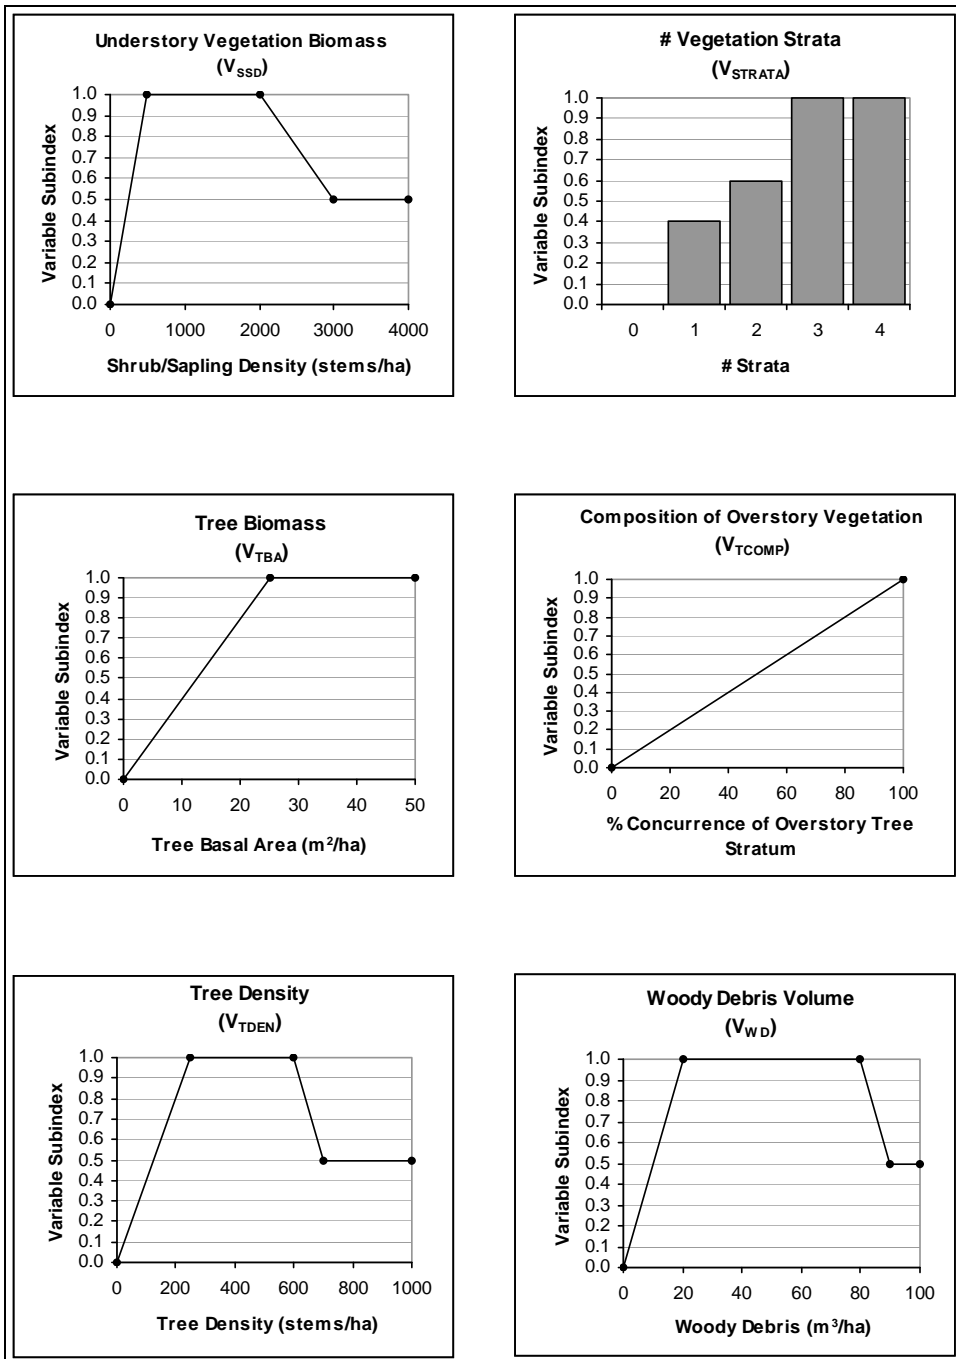 Understory Vegetation Biomass
(VSSD)
1.0
0.9
0.8
0.7
0.6
0.5
0.4
0.3
0.2
0.1
0.0
Variable Subindex
0 1000 2000 3000 4000
Shrub/Sapling Density (stems/ha)
# Vegetation Strata
(VSTRATA)
1.0
0.9
0.8
0.7
0.6
0.5
0.4
0.3
0.2
0.1
0.0
Variable Subindex
0 1 2 3 4
# Strata
Tree Biomass
(VTBA)
1.0
0.9
0.8
0.7
0.6
0.5
0.4
0.3
0.2
0.1
0.0
Variable Subindex
0 10 20 30 40 50
Tree Basal Area (m²/ha)
Composition of Overstory Vegetation
(VTCOMP)
1.0
0.9
0.8
0.7
0.6
0.5
0.4
0.3
0.2
0.1
0.0
Variable Subindex
0 20 40 60 80 100
% Concurrence of Overstory Tree
Stratum
Tree Density
(VTDEN)
1.0
0.9
0.8
0.7
0.6
0.5
0.4
0.3
0.2
0.1
0.0
Variable Subindex
0 200 400 600 800 1000
Tree Density (stems/ha)
Woody Debris Volume
(VWD)
1.0
0.9
0.8
0.7
0.6
0.5
0.4
0.3
0.2
0.1
0.0
Variable Subindex
0 20 40 60 80 100
Woody Debris (m³/ha)